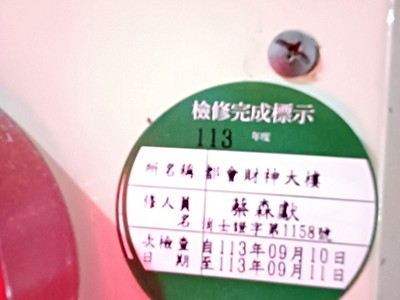 檢修完成標示
113 年度
所名稱 都會財神大樓
修人員 蔡森獻
名 消士證字第1158號
次檢查 自113年09月10日
日期 至113年09月11日